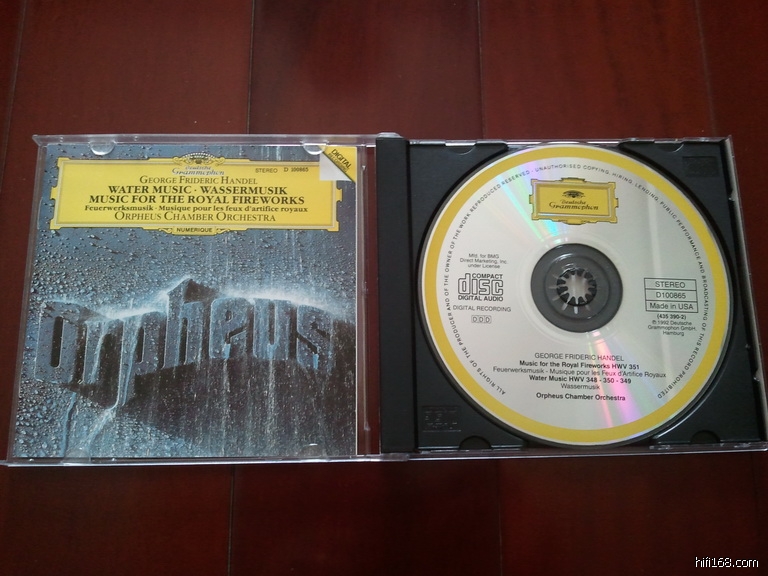 DIGITAL
Deutsche
Grammophon
STEREO D 100865
GEORGE FRIDERIC HANDEL
WATER MUSIC · WASSERMUSIK
MUSIC FOR THE ROYAL FIREWORKS
Feuerwerksmusik · Musique pour les feux d'artifice royaux
ORPHEUS CHAMBER ORCHESTRA
NUMERIQUE
Orpheus
ALL RIGHTS OF THE PRODUCER AND OF THE OWNER OF THE WORK REPRODUCED RESERVED · UNAUTHORISED COPYING, HIRING, LENDING, PUBLIC PERFORMANCE AND BROADCASTING OF THIS RECORD PROHIBITED
Deutsche
Grammophon
Mfd. for BMG
Direct Marketing, Inc.
under License
COMPACT
disc
DIGITAL AUDIO
DIGITAL RECORDING
DDD
STEREO
D100865
Made in USA
(435 390-2)
Grammophon GmbH,
Hamburg
GEORGE FRIDERIC HANDEL
Music for the Royal Fireworks HWV 351
Feuerwerksmusik - Musique pour les Feux d'Artifice Royaux
Water Music HWV 348 - 350 - 349
Wassermusik
Orpheus Chamber Orchestra
hifi168.com